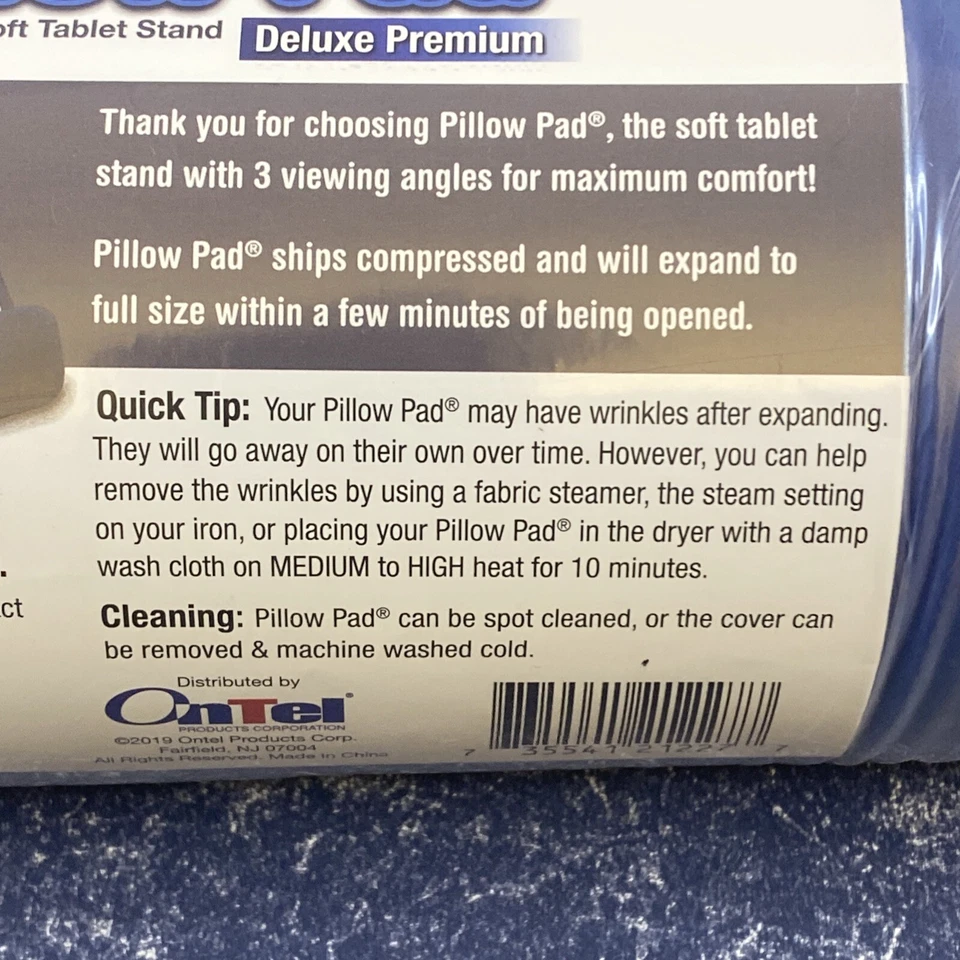 Soft Tablet Stand Deluxe Premium
Thank you for choosing Pillow Pad®, the soft tablet
stand with 3 viewing angles for maximum comfort!
Pillow Pad® ships compressed and will expand to
full size within a few minutes of being opened.
Quick Tip: Your Pillow Pad® may have wrinkles after expanding.
They will go away on their own over time. However, you can help
remove the wrinkles by using a fabric steamer, the steam setting
on your iron, or placing your Pillow Pad® in the dryer with a damp
wash cloth on MEDIUM to HIGH heat for 10 minutes.
Cleaning: Pillow Pad® can be spot cleaned, or the cover can
be removed & machine washed cold.
Distributed by
OnTel®
PRODUCTS CORPORATION
©2019 Ontel Products Corp.
Fairfield, NJ 07004
All Rights Reserved. Made in China
7 35541 21227 7